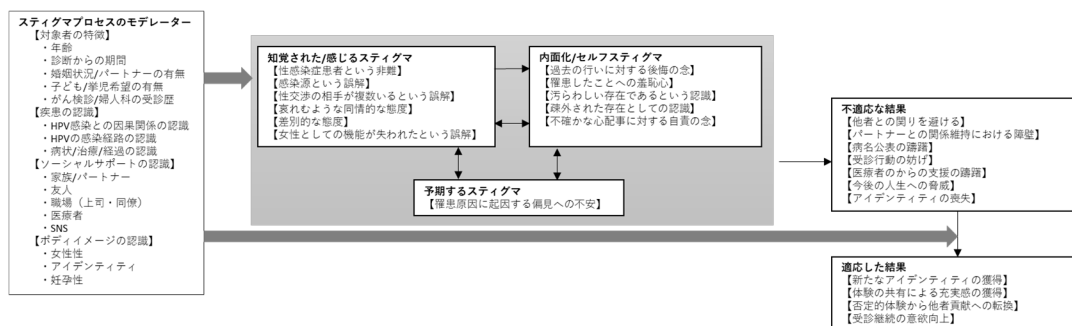 スティグマプロセスのモデレーター
【対象者の特徴】
・年齢
・診断からの期間
・婚姻状況/パートナーの有無
・子ども/挙児希望の有無
・がん検診/婦人科の受診歴
【疾患の認識】
・HPV感染との因果関係の認識
・HPVの感染経路の認識
・病状/治療/経過の認識
【ソーシャルサポートの認識】
・家族/パートナー
・友人
・職場（上司・同僚）
・医療者
・SNS
【ボディイメージの認識】
・女性性
・アイデンティティ
・妊孕性
知覚された/感じるスティグマ
【性感染症患者という非難】
【感染源という誤解】
【性交渉の相手が複数いるという誤解】
【哀れむような同情的な態度】
【差別的な態度】
【女性としての機能が失われたという誤解】
内面化/セルフスティグマ
【過去の行いに対する後悔の念】
【罹患したことへの羞恥心】
【汚らわしい存在であるという認識】
【疎外された存在としての認識】
【不確かな心配事に対する自責の念】
予期するスティグマ
【罹患原因に起因する偏見への不安】
不適応な結果
【他者との関りを避ける】
【パートナーとの関係維持における障壁】
【病名公表の躊躇】
【受診行動の妨げ】
【医療者のからの支援の躊躇】
【今後の人生への脅威】
【アイデンティティの喪失】
適応した結果
【新たなアイデンティティの獲得】
【体験の共有による充実感の獲得】
【否定的体験から他者貢献への転換】
【受診継続の意欲向上】